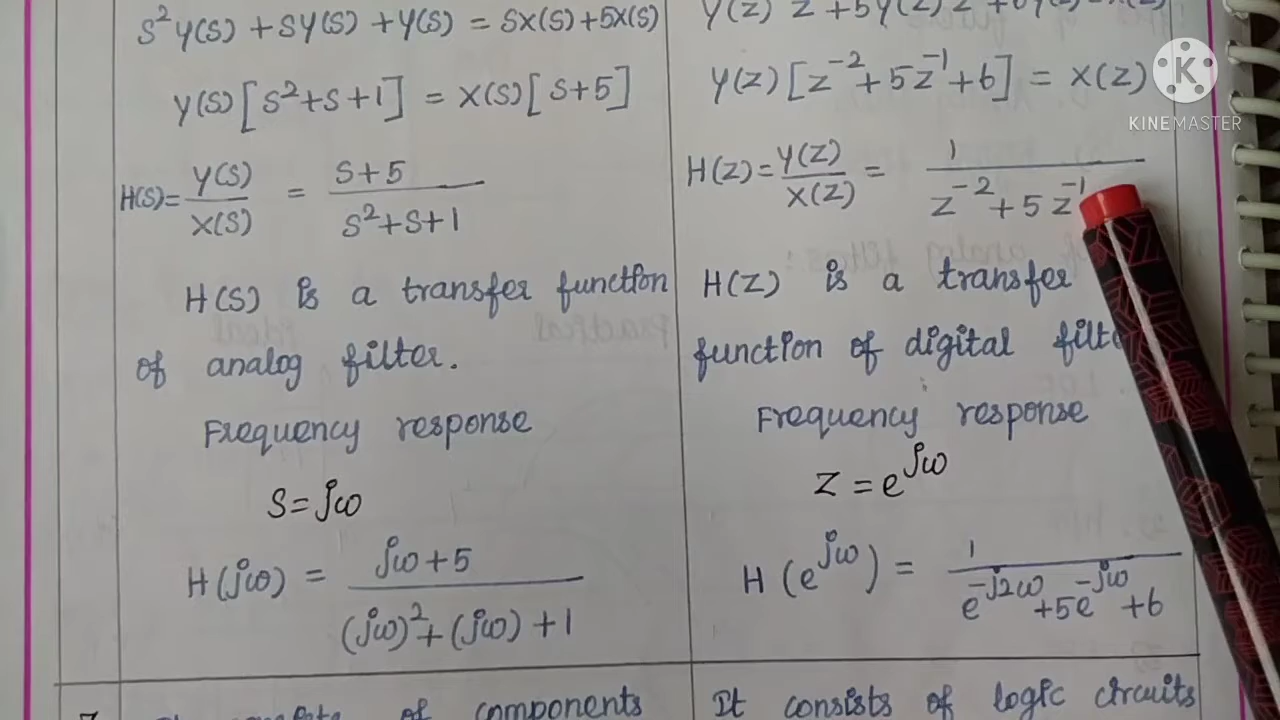 S²Y(S) + SY(S) + Y(S) = SX(S) + 5X(S)
Y(S) [S² + S + 1] = X(S) [S + 5]
H(S) = Y(S)/X(S) = S + 5 / S² + S + 1
H(S) is a transfer function
of analog filter.
Frequency response
S = jω
H(jω) = jω + 5 / (jω)² + (jω) + 1
of components
Y(Z) [Z⁻² + 5Z⁻¹ + 6] = X(Z)
H(Z) = Y(Z)/X(Z) = 1 / Z⁻² + 5Z⁻¹
H(Z) is a transfer
function of digital
Frequency response
Z = e^jω
H(e^jω) = 1 / e^-j2ω + 5e^-jω + 6
It consists of logic circuits
K
KINEMASTER